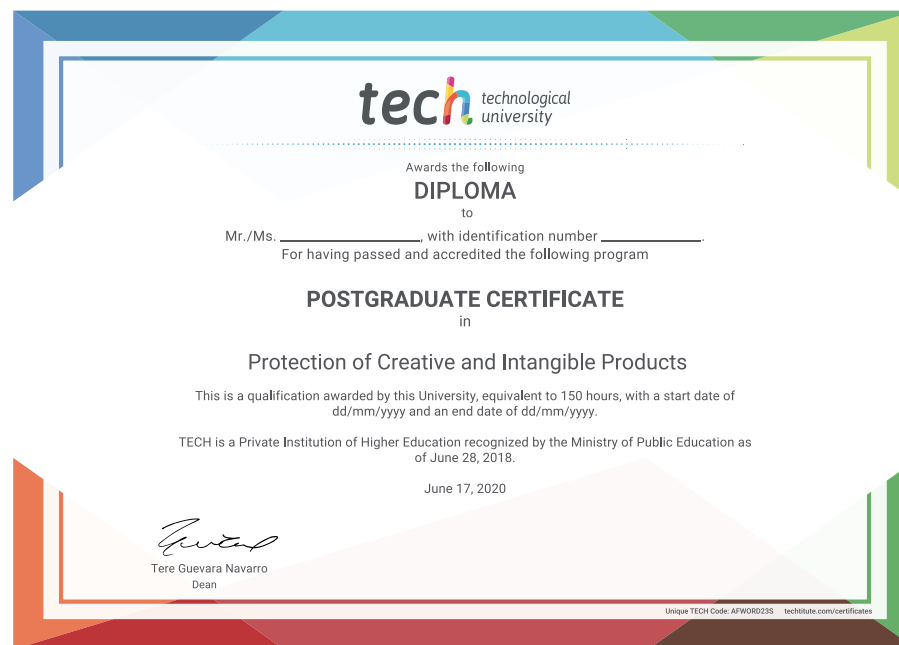 tech technological
university
Awards the following
DIPLOMA
to
Mr./Ms. ____________, with identification number _________.
For having passed and accredited the following program
POSTGRADUATE CERTIFICATE
in
Protection of Creative and Intangible Products
This is a qualification awarded by this University, equivalent to 150 hours, with a start date of
dd/mm/yyyy and an end date of dd/mm/yyyy.
TECH is a Private Institution of Higher Education recognized by the Ministry of Public Education as
of June 28, 2018.
June 17, 2020
Tere Guevara Navarro
Dean
Unique TECH Code: AFWORD23S techtitute.com/certificates